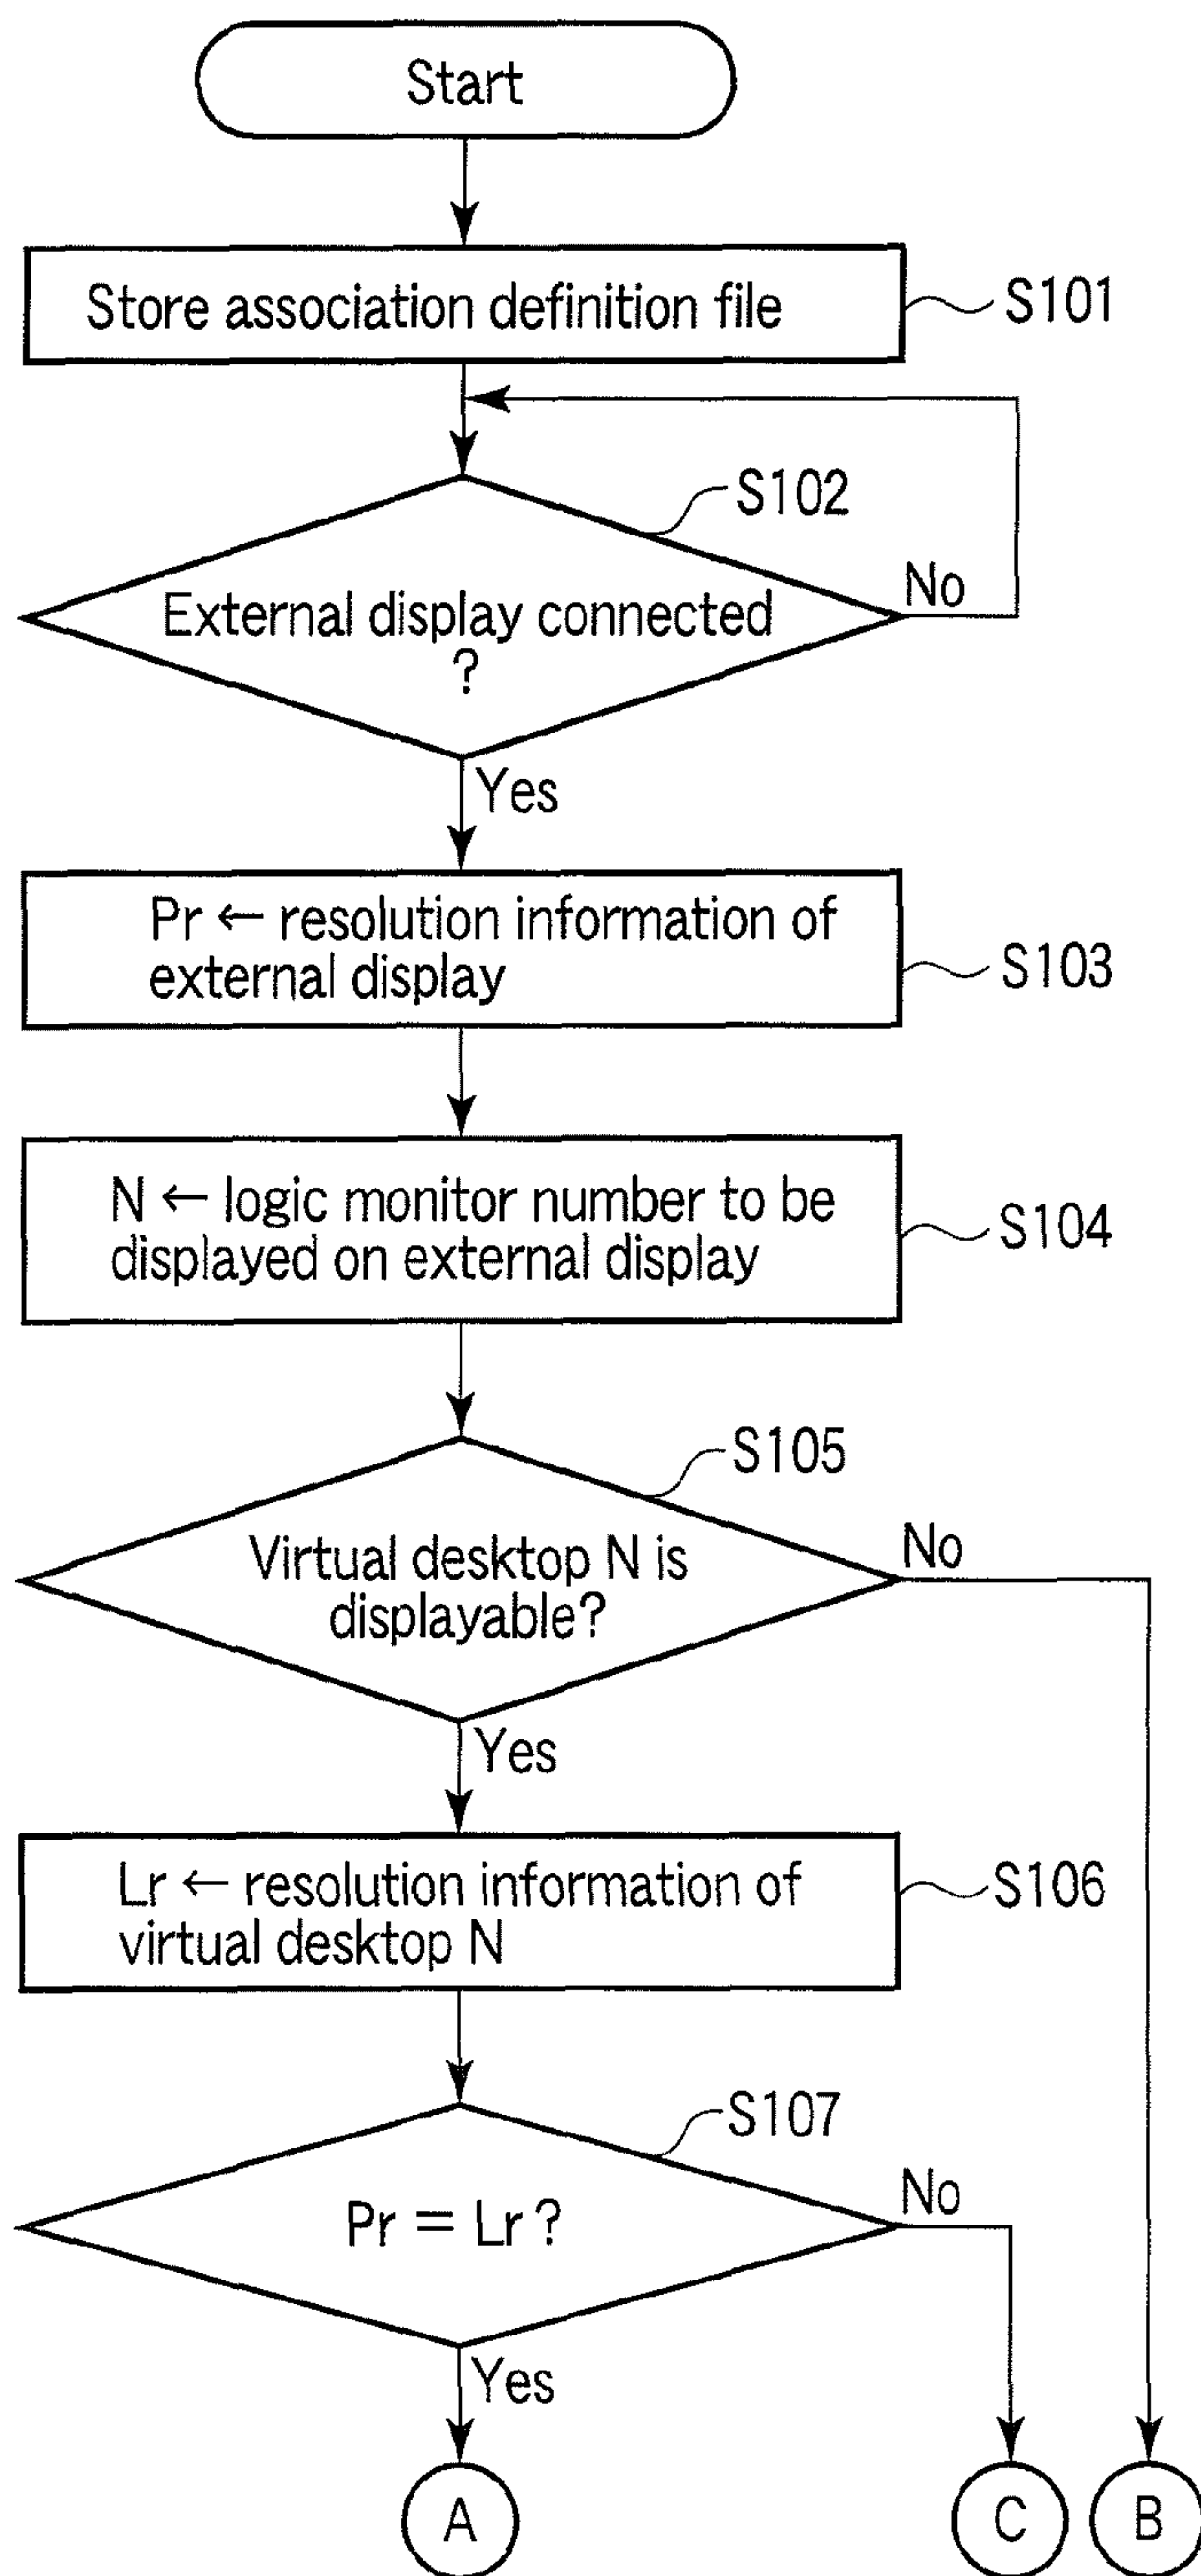 Start
Store association definition file
S101
S102
External display connected
?
No
Yes
Pr ← resolution information of
external display
S103
N ← logic monitor number to be
displayed on external display
S104
S105
Virtual desktop N is
displayable?
No
Yes
Lr ← resolution information of
virtual desktop N
S106
S107
Pr = Lr ?
No
Yes
A
C
B